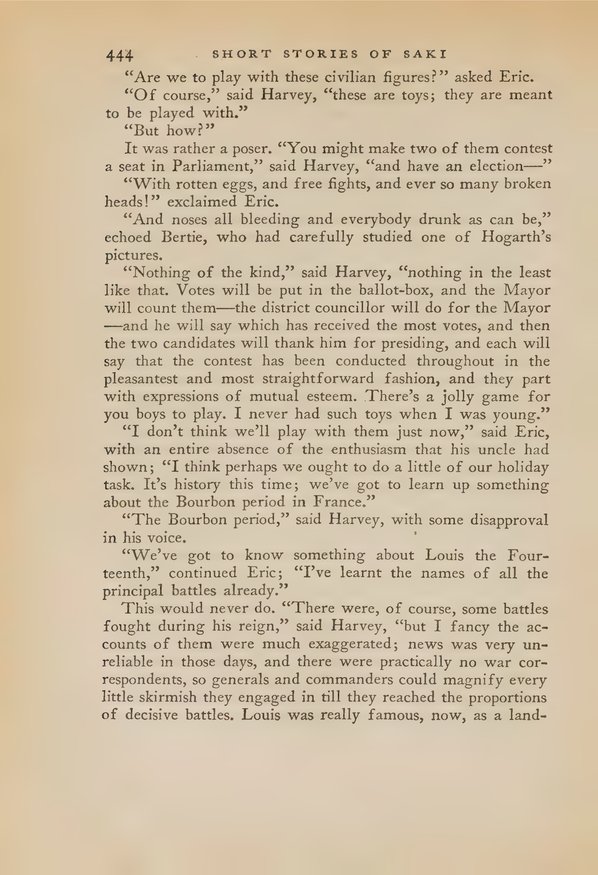 444 SHORT STORIES OF SAKI
“Are we to play with these civilian figures?” asked Eric.
“Of course,” said Harvey, “these are toys; they are meant
to be played with.”
“But how?”
It was rather a poser. “You might make two of them contest
a seat in Parliament,” said Harvey, “and have an election—”
“With rotten eggs, and free fights, and ever so many broken
heads!” exclaimed Eric.
“And noses all bleeding and everybody drunk as can be,”
echoed Bertie, who had carefully studied one of Hogarth’s
pictures.
“Nothing of the kind,” said Harvey, “nothing in the least
like that. Votes will be put in the ballot-box, and the Mayor
will count them—the district councillor will do for the Mayor
—and he will say which has received the most votes, and then
the two candidates will thank him for presiding, and each will
say that the contest has been conducted throughout in the
pleasantest and most straightforward fashion, and they part
with expressions of mutual esteem. There’s a jolly game for
you boys to play. I never had such toys when I was young.”
“I don’t think we’ll play with them just now,” said Eric,
with an entire absence of the enthusiasm that his uncle had
shown; “I think perhaps we ought to do a little of our holiday
task. It’s history this time; we’ve got to learn up something
about the Bourbon period in France.”
“The Bourbon period,” said Harvey, with some disapproval
in his voice.
“We’ve got to know something about Louis the Four-
teenth,” continued Eric; “I’ve learnt the names of all the
principal battles already.”
This would never do. “There were, of course, some battles
fought during his reign,” said Harvey, “but I fancy the ac-
counts of them were much exaggerated; news was very un-
reliable in those days, and there were practically no war cor-
respondents, so generals and commanders could magnify every
little skirmish they engaged in till they reached the proportions
of decisive battles. Louis was really famous, now, as a land-